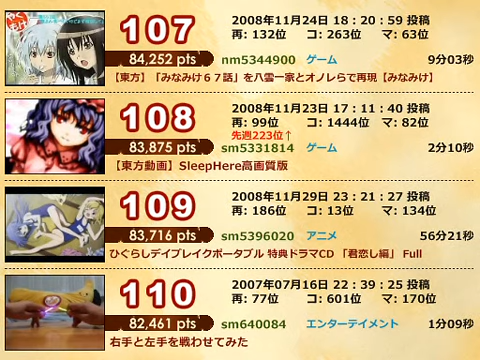 107
2008年11月24日 18：20：59 投稿
再: 132位 コ: 263位 マ: 63位
84,252 pts
nm5344900 ゲーム 9分03秒
【東方】「みなみけ６７話」を八雲一家とオノレらで再現【みなみけ】
108
2008年11月23日 17：11：40 投稿
再: 99位 コ: 1444位 マ: 82位
先週223位↑
83,875 pts
sm5331814 ゲーム 2分10秒
【東方動画】SleepHere高画質版
109
2008年11月29日 23：21：27 投稿
再: 186位 コ: 13位 マ: 134位
83,716 pts
sm5396020 アニメ 56分21秒
ひぐらしデイブレイクポータブル 特典ドラマCD 「君恋し編」 Full
110
2007年07月16日 22：39：25 投稿
再: 77位 コ: 601位 マ: 170位
82,461 pts
sm640084 エンターテイメント 1分09秒
右手と左手を戦わせてみた